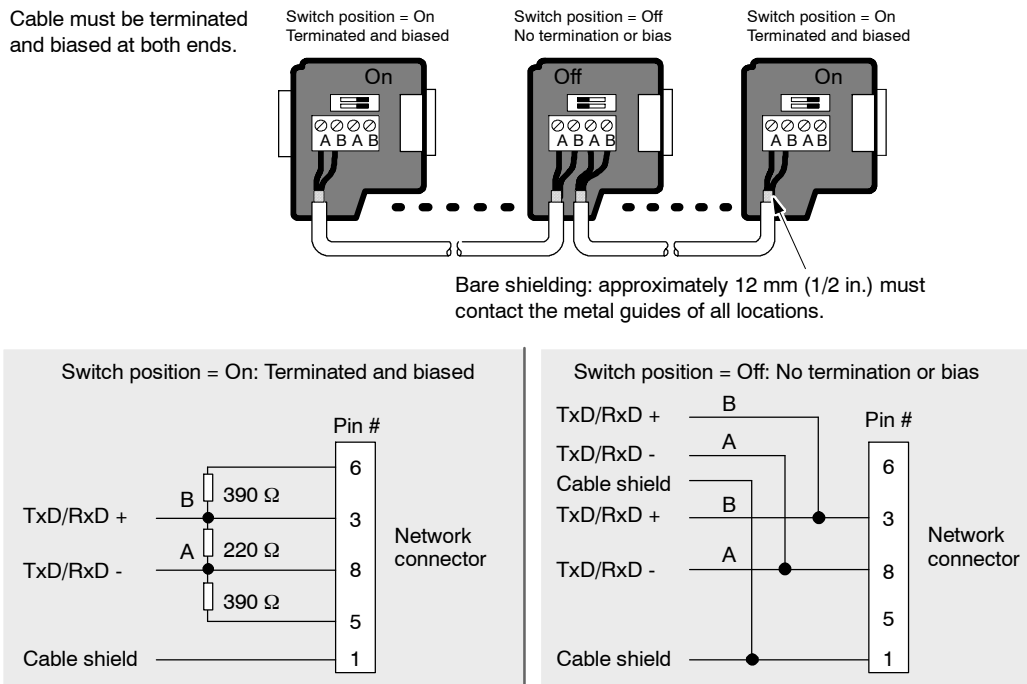 Cable must be terminated
and biased at both ends.
Switch position = On
Terminated and biased
Switch position = Off
No termination or bias
Switch position = On
Terminated and biased
On
Off
On
A B A B
A B A B
A B A B
Bare shielding: approximately 12 mm (1/2 in.) must
contact the metal guides of all locations.
Switch position = On: Terminated and biased
Pin #
6
390 Ω
B
TxD/RxD +
3
220 Ω
A
TxD/RxD -
8
390 Ω
5
Cable shield
1
Network
connector
Switch position = Off: No termination or bias
Pin #
TxD/RxD +
B
TxD/RxD -
A
6
Cable shield
TxD/RxD +
B
3
TxD/RxD -
A
8
5
Cable shield
1
Network
connector